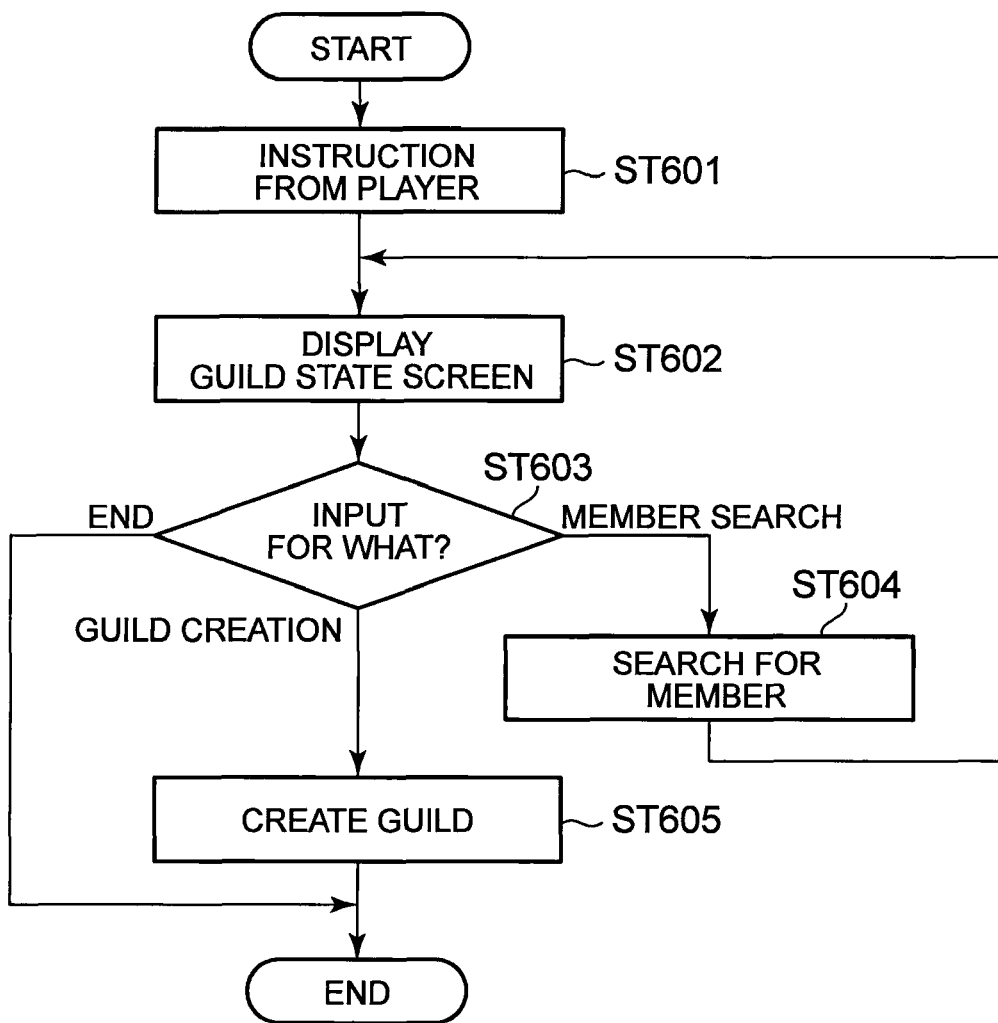 START
INSTRUCTION
FROM PLAYER
ST601
DISPLAY
GUILD STATE SCREEN
ST602
ST603
END
INPUT
FOR WHAT?
MEMBER SEARCH
GUILD CREATION
ST604
SEARCH FOR
MEMBER
CREATE GUILD
ST605
END